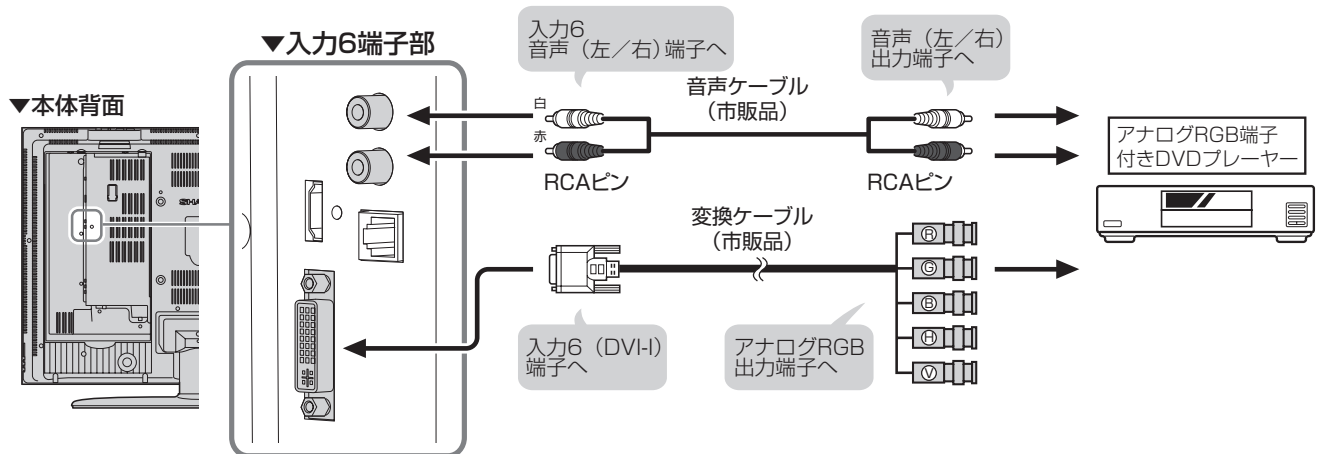 ▼入力6端子部
▼本体背面
入力6
音声（左／右）端子へ
音声（左／右）
出力端子へ
音声ケーブル
（市販品）
白
赤
RCAピン
RCAピン
アナログRGB端子
付きDVDプレーヤー
変換ケーブル
（市販品）
R
G
B
H
V
入力6（DVI-I）
端子へ
アナログRGB
出力端子へ